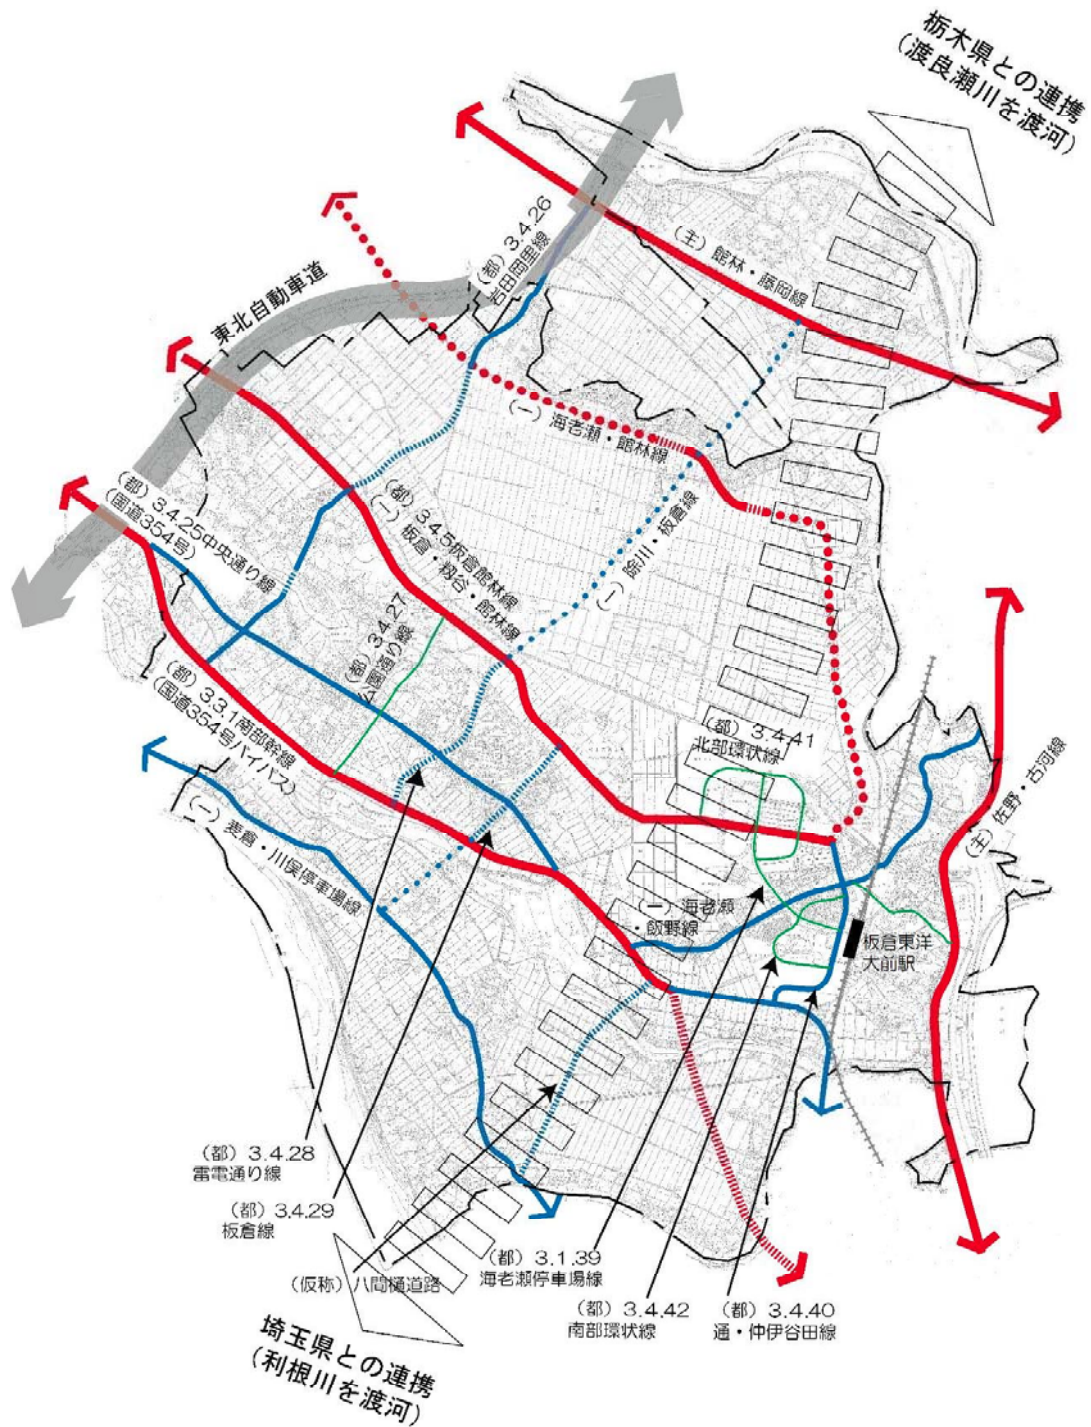 栃木県との連携
(渡良瀬川を渡河)
(都) 3.4.26
岩田岡里線
(主) 館林・藤岡線
東北自動車道
(一) 海老瀬・館林線
(都) 3.4.25中央通り線
(国道354号)
(都) 3.4.5板倉館林線
(一) 板倉・籾谷・館林線
(一) 除川・板倉線
(都) 3.4.27
公園通り線
(都) 3.3.1南部幹線
(国道354号バイパス)
(都) 3.4.41
北部環状線
(主) 佐野・古河線
(一) 麦倉・川俣停車場線
(一) 海老瀬
・飯野線
板倉東洋
大前駅
(都) 3.4.28
雷電通り線
(都) 3.4.29
板倉線
(仮称) 八間樋道路
(都) 3.1.39
海老瀬停車場線
(都) 3.4.42
南部環状線
(都) 3.4.40
通・仲伊谷田線
埼玉県との連携
(利根川を渡河)